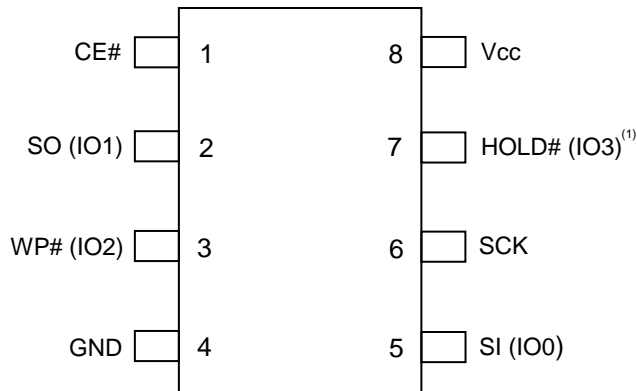 CE# 1 8 Vcc
SO (IO1) 2 7 HOLD# (IO3)(1)
WP# (IO2) 3 6 SCK
GND 4 5 SI (IO0)